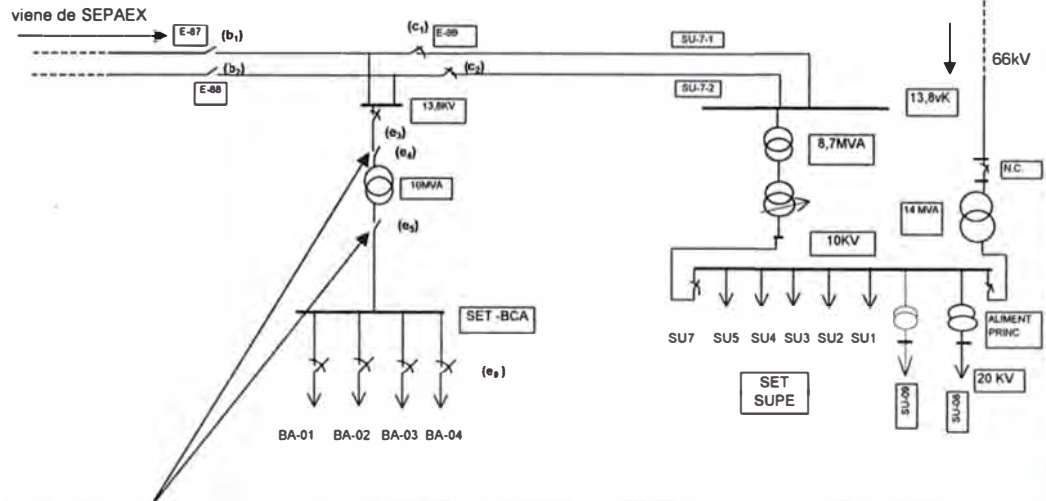 viene de SEPAEX
E-87
(b₁)
(c₁)
E-89
SU-7-1
66kV
(b₂)
(c₂)
E-88
SU-7-2
13,8KV
13,8vK
(e₃)
(e₄)
8,7MVA
N.C.
10MVA
14 MVA
(e₅)
10KV
SET -BCA
ALIMENT
PRINC
SU7
SU5
SU4
SU3
SU2
SU1
20 KV
SET
SUPE
SU-09
SU-08
BA-01
BA-02
BA-03
BA-04